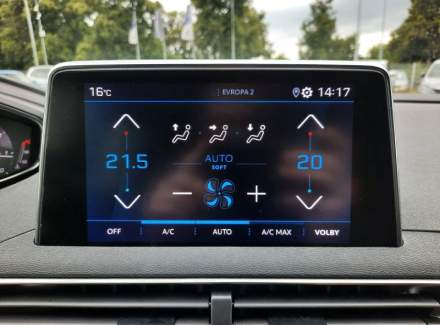 16°C EVROPA 2 14:17
21.5 AUTO 20
SOFT
OFF A/C AUTO A/C MAX VOLBY